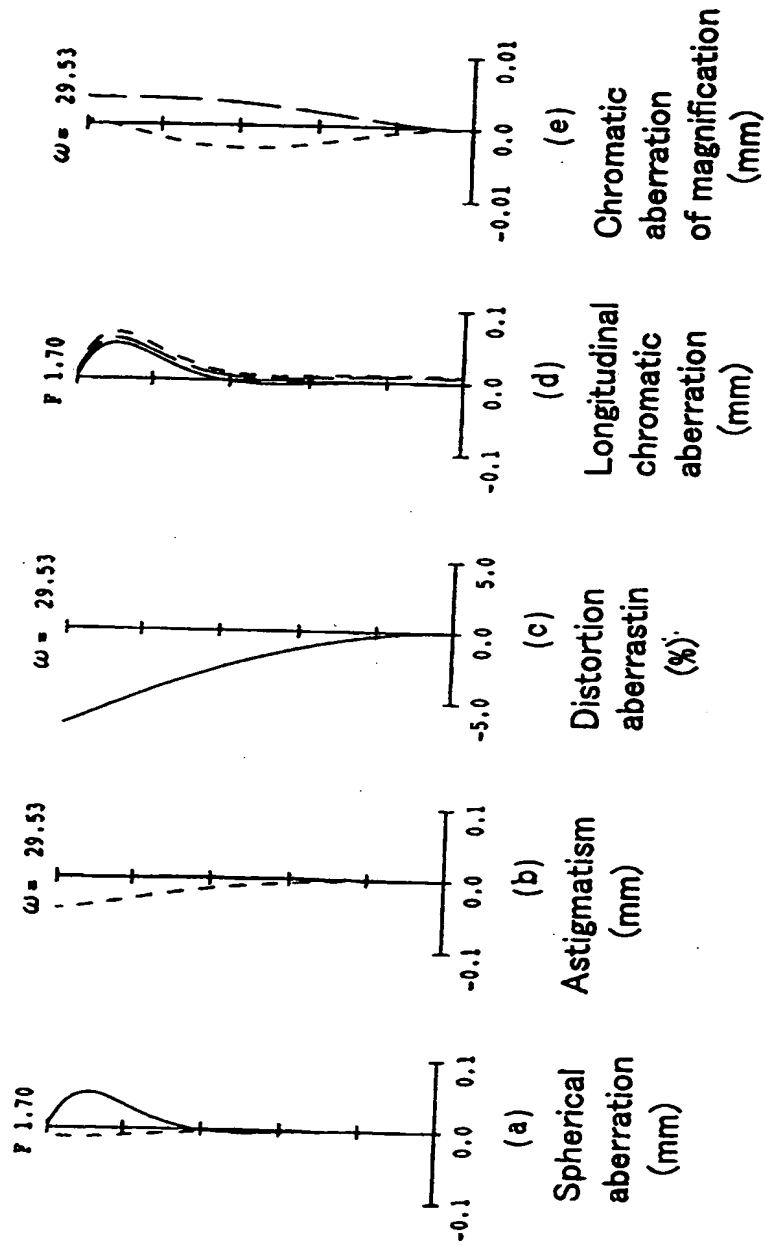 F 1.70
-0.1 0.0 0.1
(a)
Spherical
aberration
(mm)
ω= 29.53
-0.1 0.0 0.1
(b)
Astigmatism
(mm)
ω= 29.53
-5.0 0.0 5.0
(c)
Distortion
aberrastin
(%)
F 1.70
-0.1 0.0 0.1
(d)
Longitudinal
chromatic
aberration
(mm)
ω= 29.53
-0.01 0.0 0.01
(e)
Chromatic
aberration
of magnification
(mm)